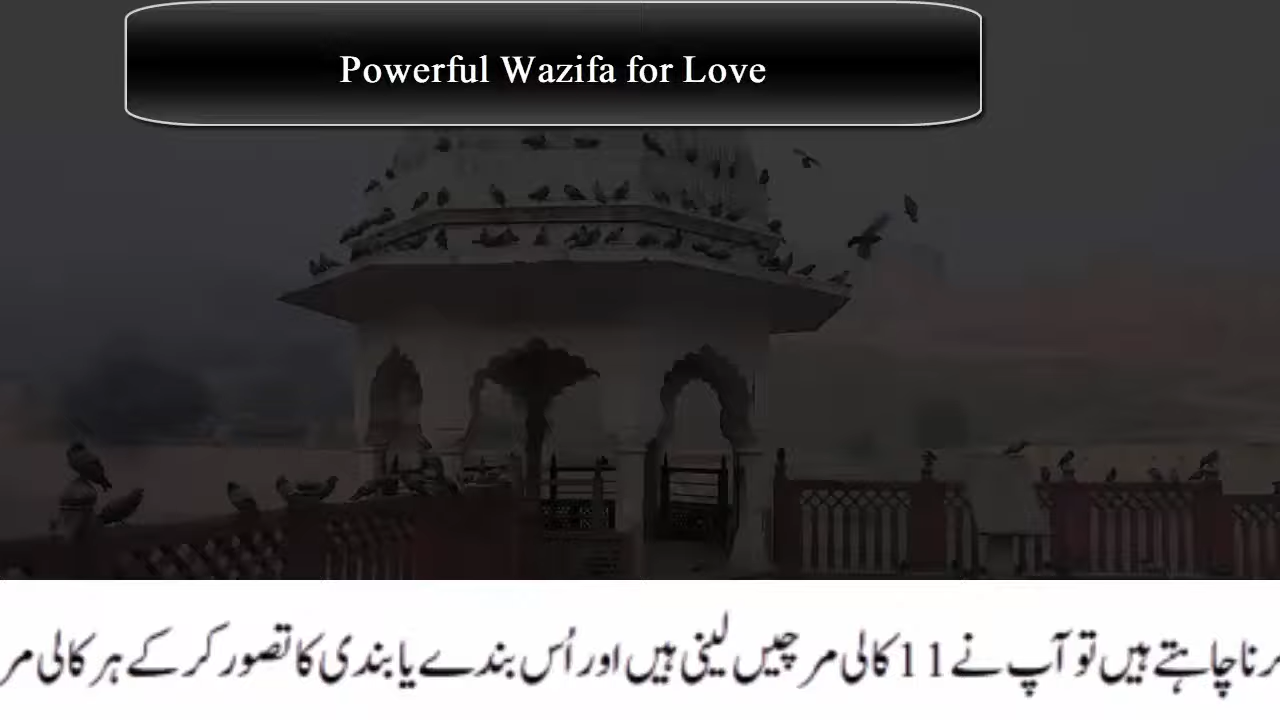 Powerful Wazifa for Love
رنا چاہتے ہیں تو آپ نے 11 کالی مرچیں لینی ہیں اور اُس بندے یا بندی کا تصور کر کے ہر کالی مر